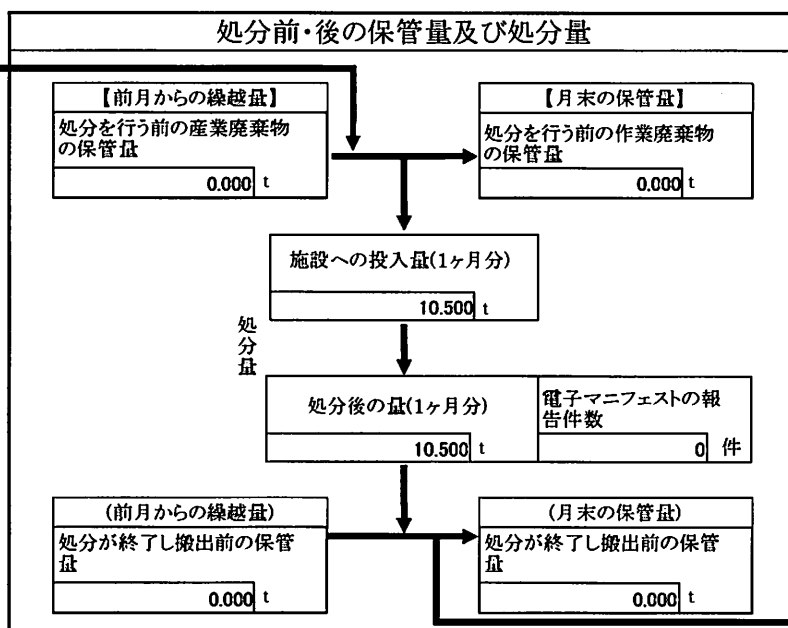 処分前・後の保管量及び処分量
【前月からの繰越量】
処分を行う前の産業廃棄物
の保管量
0.000 t
【月末の保管量】
処分を行う前の作業廃棄物
の保管量
0.000 t
施設への投入量(1ヶ月分)
10.500 t
処分量
処分後の量(1ヶ月分)
10.500 t
電子マニフェストの報
告件数
0 件
(前月からの繰越量)
処分が終了し搬出前の保管
量
0.000 t
(月末の保管量)
処分が終了し搬出前の保管
量
0.000 t